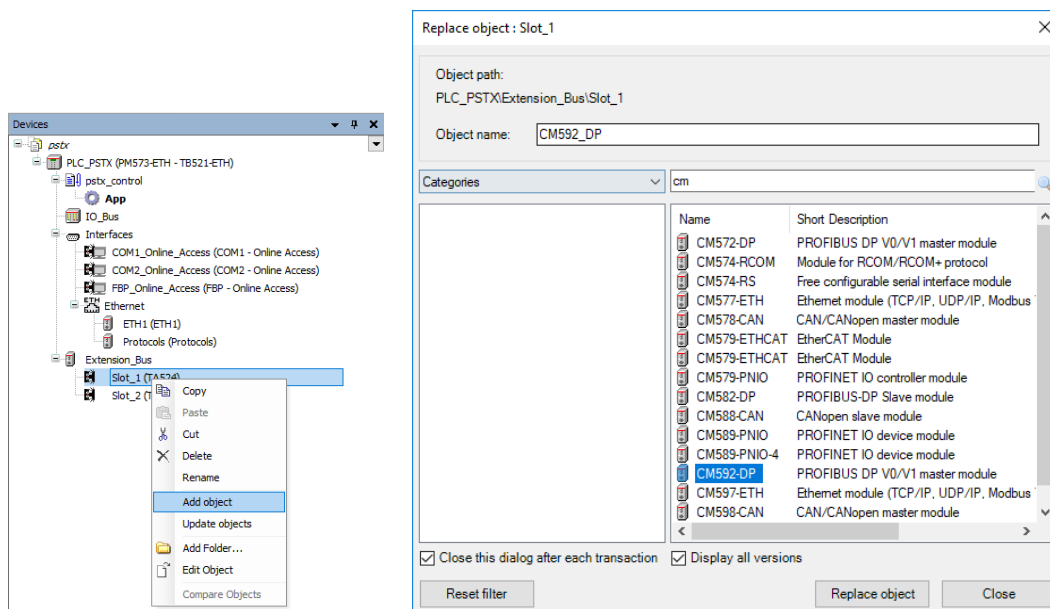 Devices
pstx
PLC_PSTX (PM573-ETH - TB521-ETH)
pstx_control
App
IO_Bus
Interfaces
COM1_Online_Access (COM1 - Online Access)
COM2_Online_Access (COM2 - Online Access)
FBP_Online_Access (FBP - Online Access)
ETH
Ethernet
ETH1 (ETH1)
Protocols (Protocols)
Extension_Bus
Slot_1 (TA524)
Slot_2 (T
Copy
Paste
Cut
Delete
Rename
Add object
Update objects
Add Folder...
Edit Object
Compare Objects
Replace object : Slot_1
Object path:
PLC_PSTX\Extension_Bus\Slot_1
Object name: CM592_DP
Categories cm
Name Short Description
CM572-DP PROFIBUS DP V0/V1 master module
CM574-RCOM Module for RCOM/RCOM+ protocol
CM574-RS Free configurable serial interface module
CM577-ETH Ethernet module (TCP/IP, UDP/IP, Modbus
CM578-CAN CAN/CANopen master module
CM579-ETHCAT EtherCAT Module
CM579-ETHCAT EtherCAT Module
CM579-PNIO PROFINET IO controller module
CM582-DP PROFIBUS-DP Slave module
CM588-CAN CANopen slave module
CM589-PNIO PROFINET IO device module
CM589-PNIO-4 PROFINET IO device module
CM592-DP PROFIBUS DP V0/V1 master module
CM597-ETH Ethernet module (TCP/IP, UDP/IP, Modbus
CM598-CAN CAN/CANopen master module
Close this dialog after each transaction Display all versions
Reset filter Replace object Close